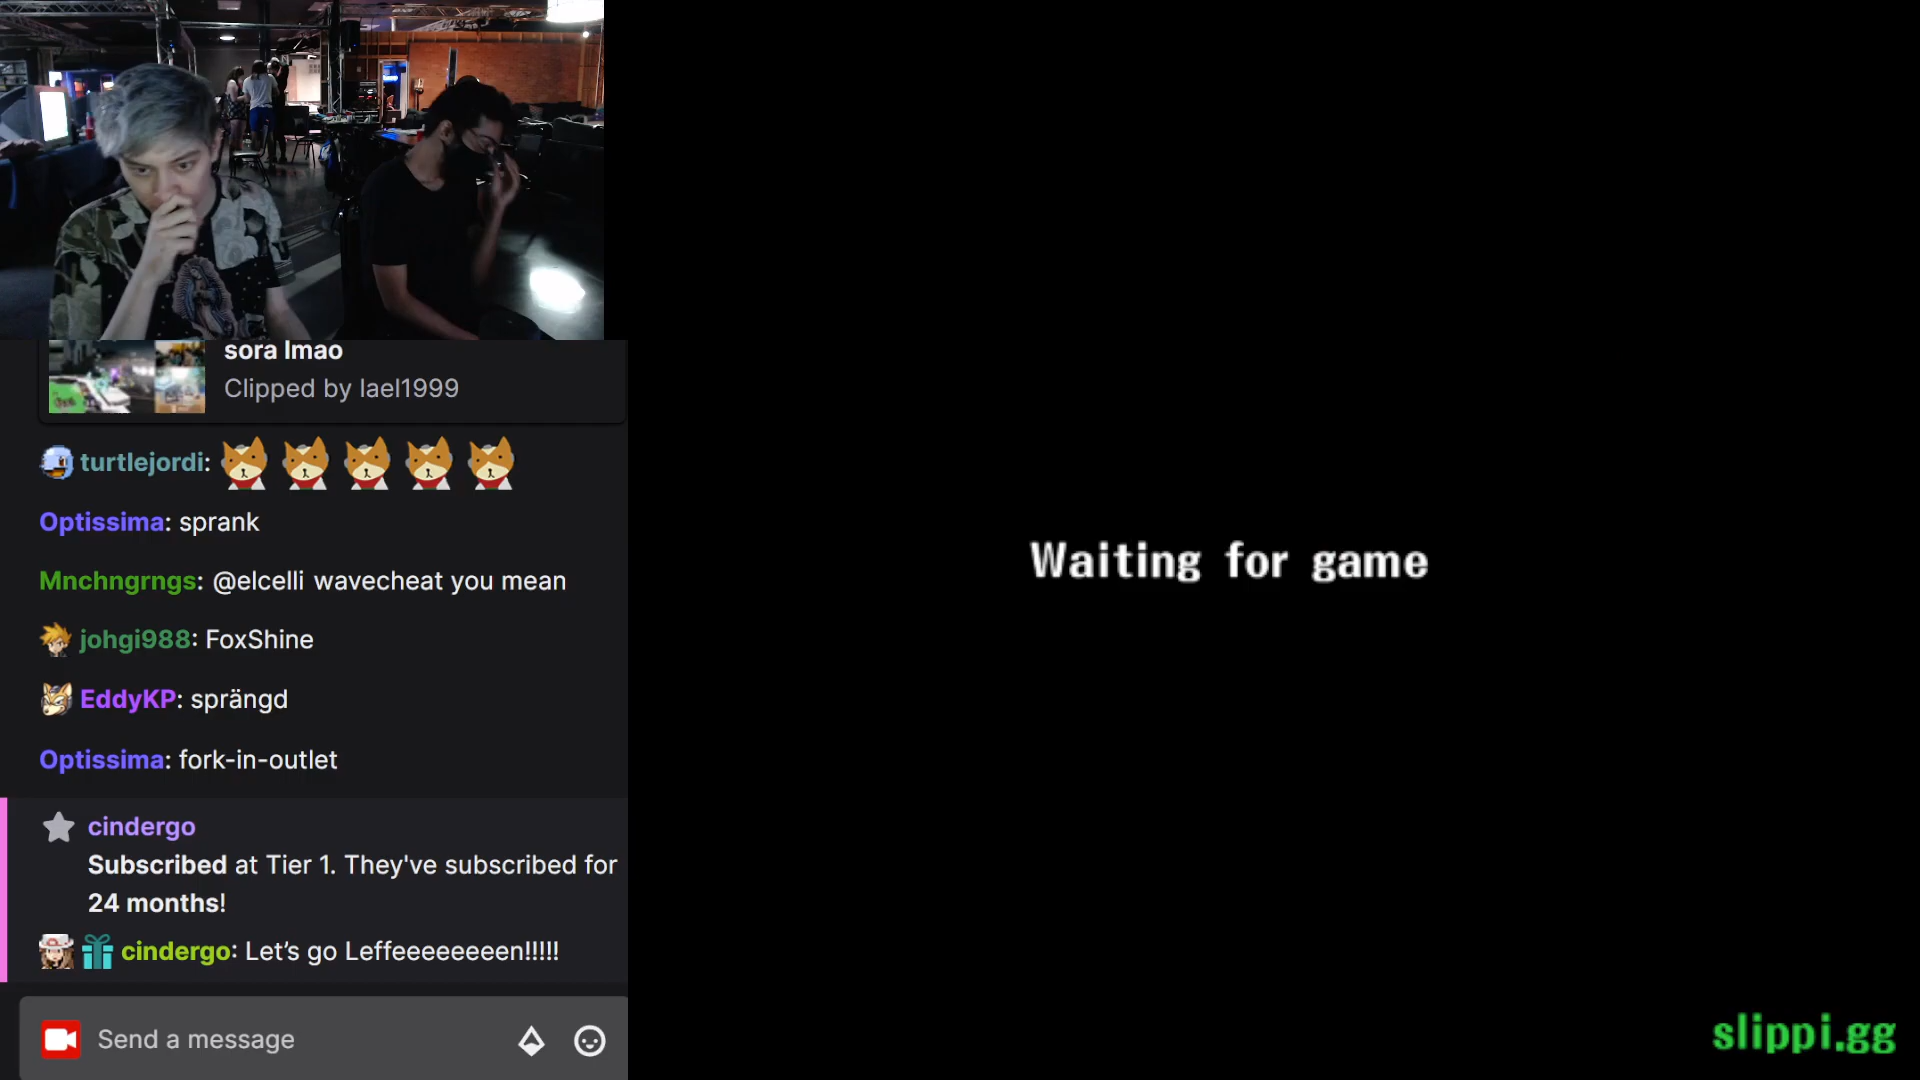 sora lmao
Clipped by lael1999
turtlejordi:
Optissima: sprank
Mnchngrngs: @elcelli wavecheat you mean
johgi988: FoxShine
EddyKP: sprängd
Optissima: fork-in-outlet
cindergo
Subscribed at Tier 1. They've subscribed for
24 months!
cindergo: Let’s go Leffeeeeeeeen!!!!!
Send a message
Waiting for game
slippi.gg